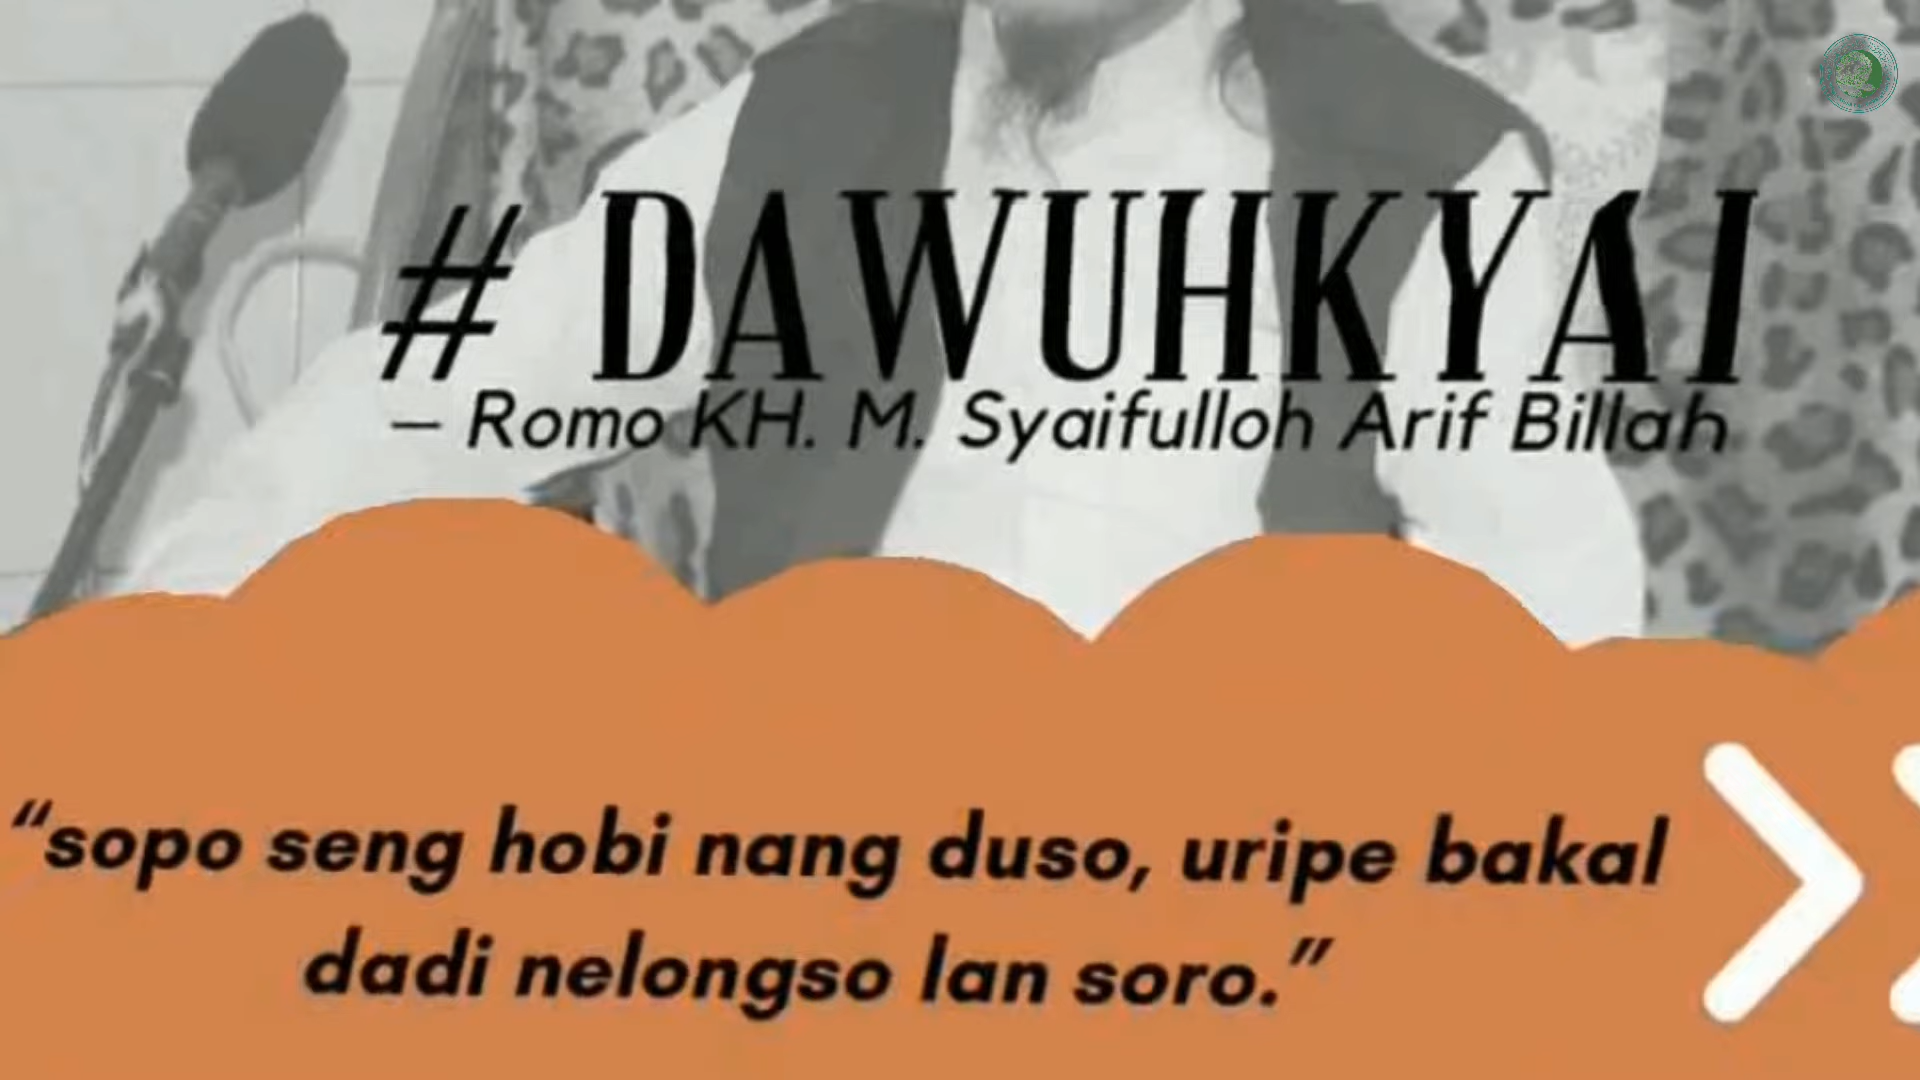 # DAWUHKYAI
– Romo KH. M. Syaifulloh Arif Billah
“sopo seng hobi nang duso, uripe bakal
dadi nelongso lan soro.”